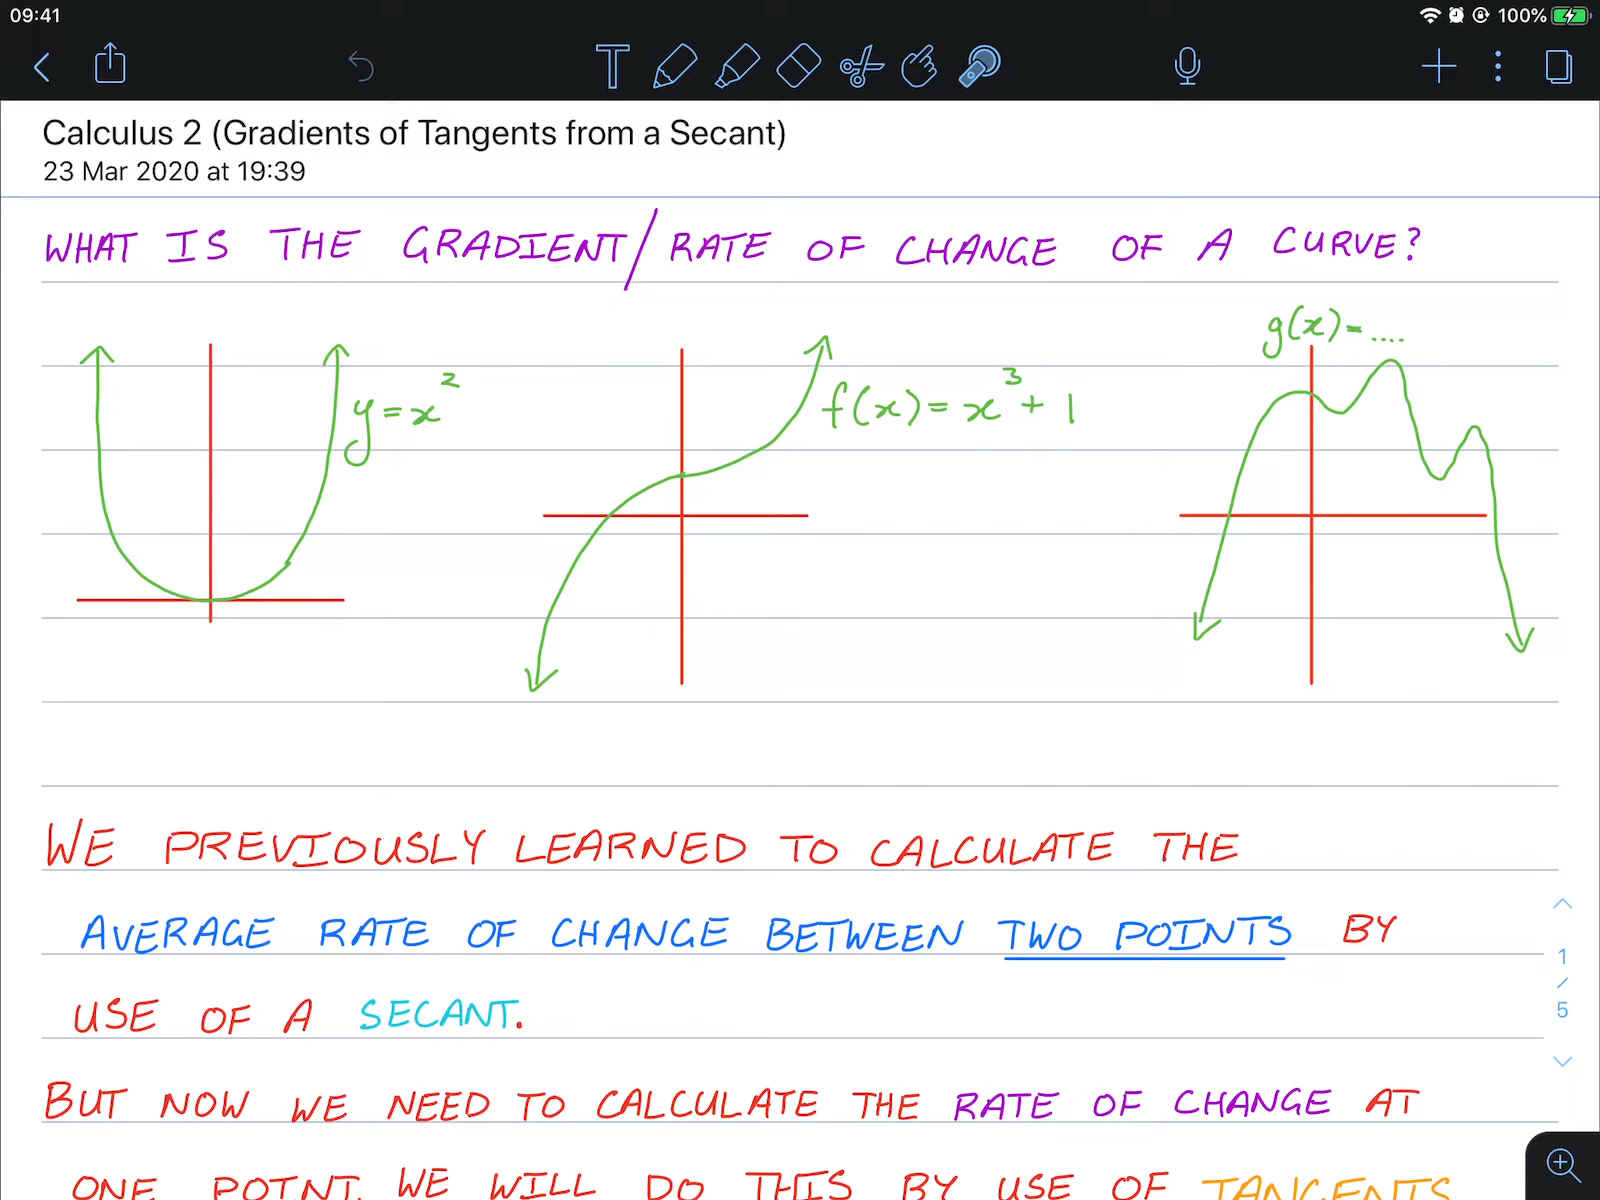 09:41
100%
T
Calculus 2 (Gradients of Tangents from a Secant)
23 Mar 2020 at 19:39
WHAT IS THE GRADIENT/RATE OF CHANGE OF A CURVE?
y = x²
f(x) = x³ + 1
g(x) = ....
WE PREVIOUSLY LEARNED TO CALCULATE THE
AVERAGE RATE OF CHANGE BETWEEN TWO POINTS BY
USE OF A SECANT.
BUT NOW WE NEED TO CALCULATE THE RATE OF CHANGE AT
ONE POINT. WE WILL DO THIS BY USE OF TANGENTS
1
/
5